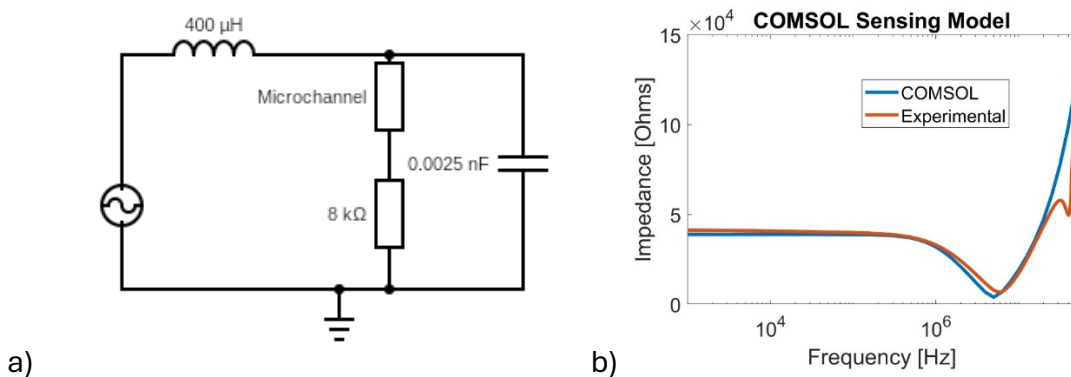 400 μH
Microchannel
0.0025 nF
8 kΩ
a)
COMSOL Sensing Model
×10⁴
15
10
5
0
Impedance [Ohms]
COMSOL
Experimental
10⁴
10⁶
Frequency [Hz]
b)